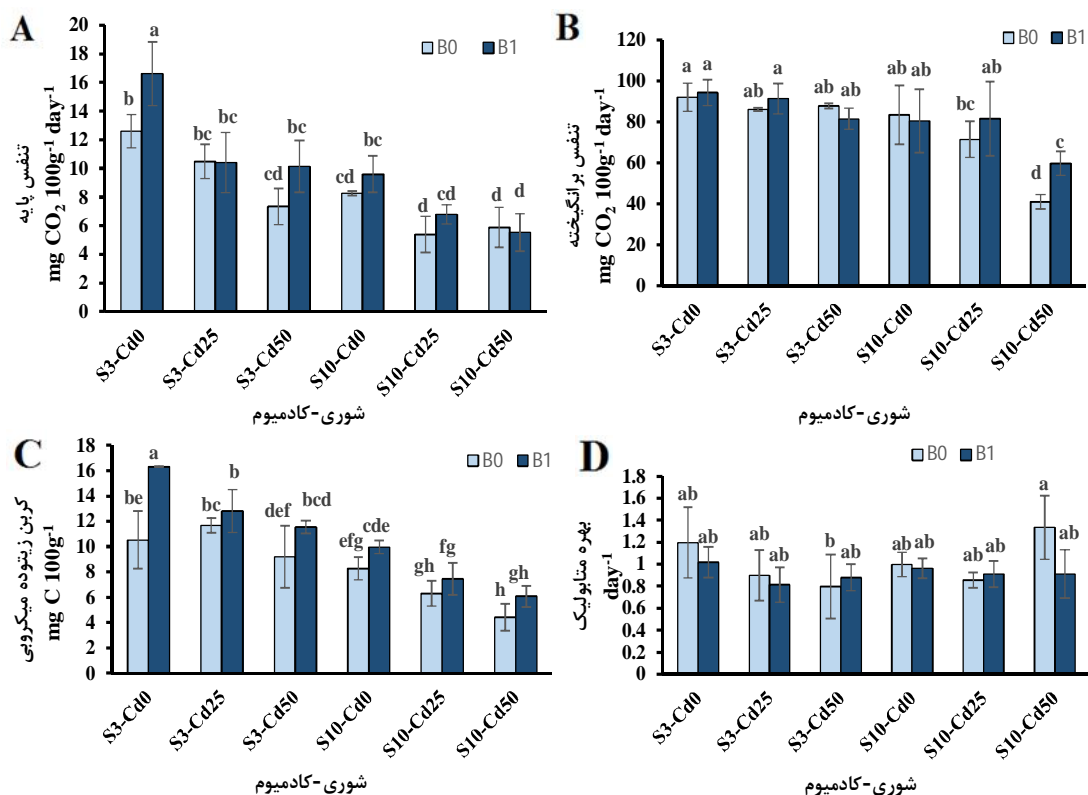 A
B0 B1
20
18
16
14
12
10
8
6
4
2
0
تنفس پایه
mg CO₂ 100g⁻¹ day⁻¹
b a
bc bc
cd bc
cd bc
d cd
d d
S3-Cd0
S3-Cd25
S3-Cd50
S10-Cd0
S10-Cd25
S10-Cd50
شوری-کادمیوم
B
B0 B1
120
100
80
60
40
20
0
تنفس برانگیخته
mg CO₂ 100g⁻¹ day⁻¹
a a
ab a
ab ab
ab ab
bc ab
d c
S3-Cd0
S3-Cd25
S3-Cd50
S10-Cd0
S10-Cd25
S10-Cd50
شوری-کادمیوم
C
B0 B1
18
16
14
12
10
8
6
4
2
0
کربن زیتوده میکروبی
mg C 100g⁻¹
be a
bc b
def bcd
efg cde
gh fg
h gh
S3-Cd0
S3-Cd25
S3-Cd50
S10-Cd0
S10-Cd25
S10-Cd50
شوری-کادمیوم
D
B0 B1
1.8
1.6
1.4
1.2
1
0.8
0.6
0.4
0.2
0
بهره متابولیک
day⁻¹
ab ab
ab ab
b ab
ab ab
ab ab
a ab
S3-Cd0
S3-Cd25
S3-Cd50
S10-Cd0
S10-Cd25
S10-Cd50
شوری-کادمیوم